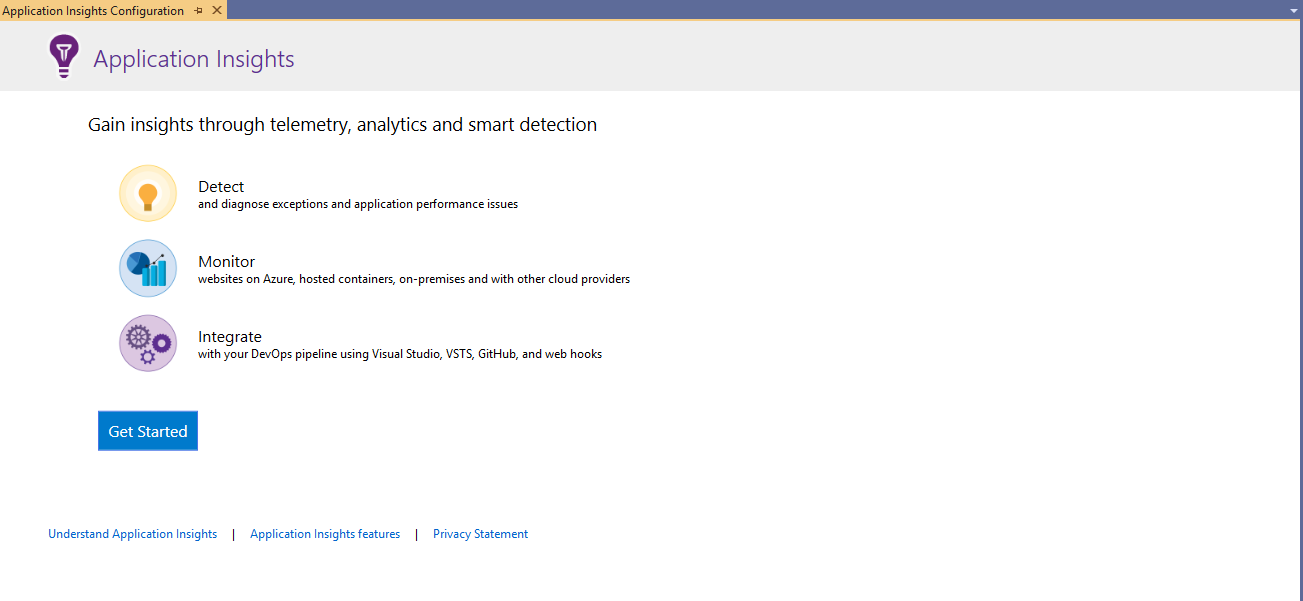 Application Insights Configuration
Application Insights
Gain insights through telemetry, analytics and smart detection
Detect
and diagnose exceptions and application performance issues
Monitor
websites on Azure, hosted containers, on-premises and with other cloud providers
Integrate
with your DevOps pipeline using Visual Studio, VSTS, GitHub, and web hooks
Get Started
Understand Application Insights | Application Insights features | Privacy Statement